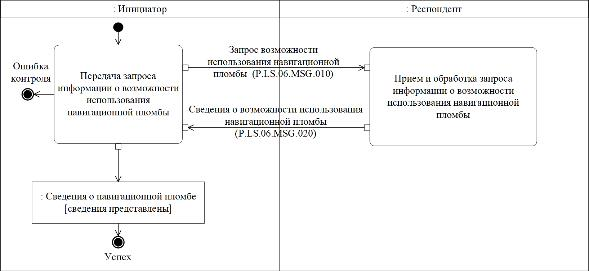 : Инициатор
: Респондент
Ошибка
контроля
Передача запроса
информации о возможности
использования
навигационной пломбы
Запрос возможности
использования навигационной
пломбы (P.LS.06.MSG.010)
Прием и обработка запроса
информации о возможности
использования навигационной
пломбы
Сведения о возможности использования
навигационной пломбы
(P.LS.06.MSG.020)
: Сведения о навигационной пломбе
[сведения представлены]
Успех